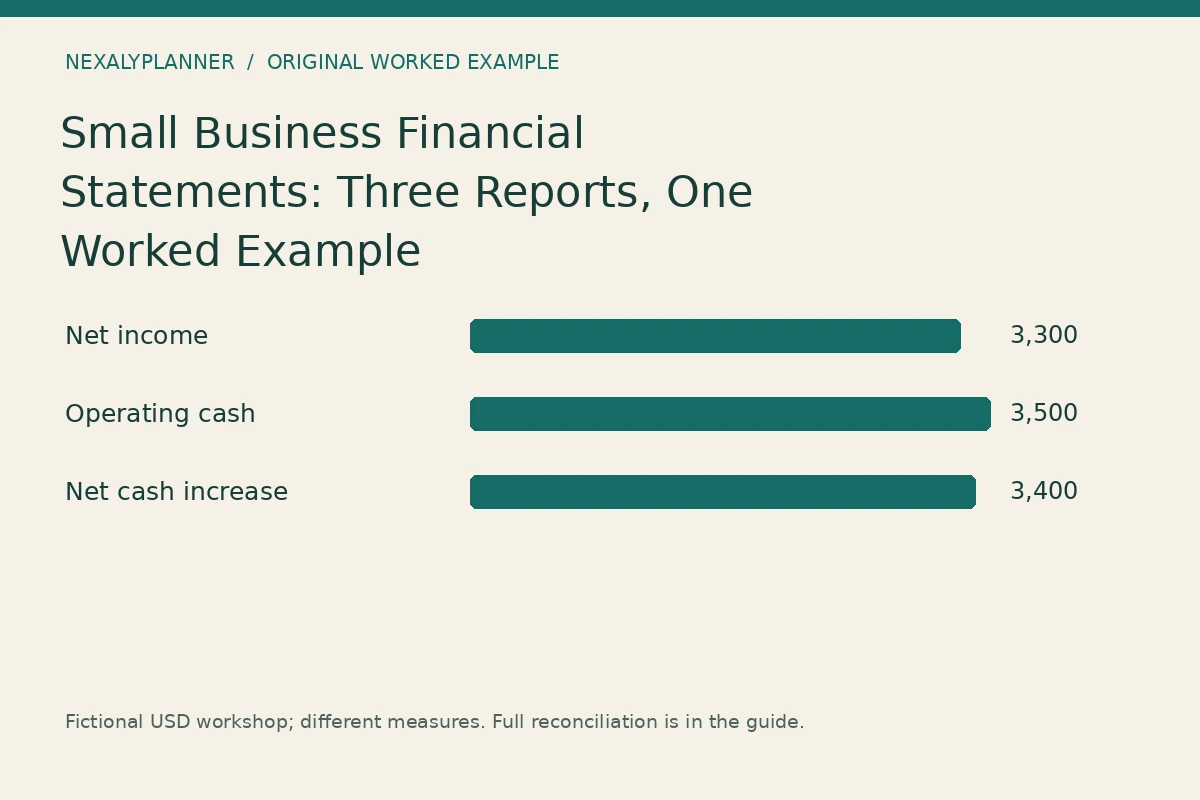 NEXALYPLANNER / ORIGINAL WORKED EXAMPLE
Small Business Financial
Statements: Three Reports, One
Worked Example
Net income 3,300
Operating cash 3,500
Net cash increase 3,400
Fictional USD workshop; different measures. Full reconciliation is in the guide.